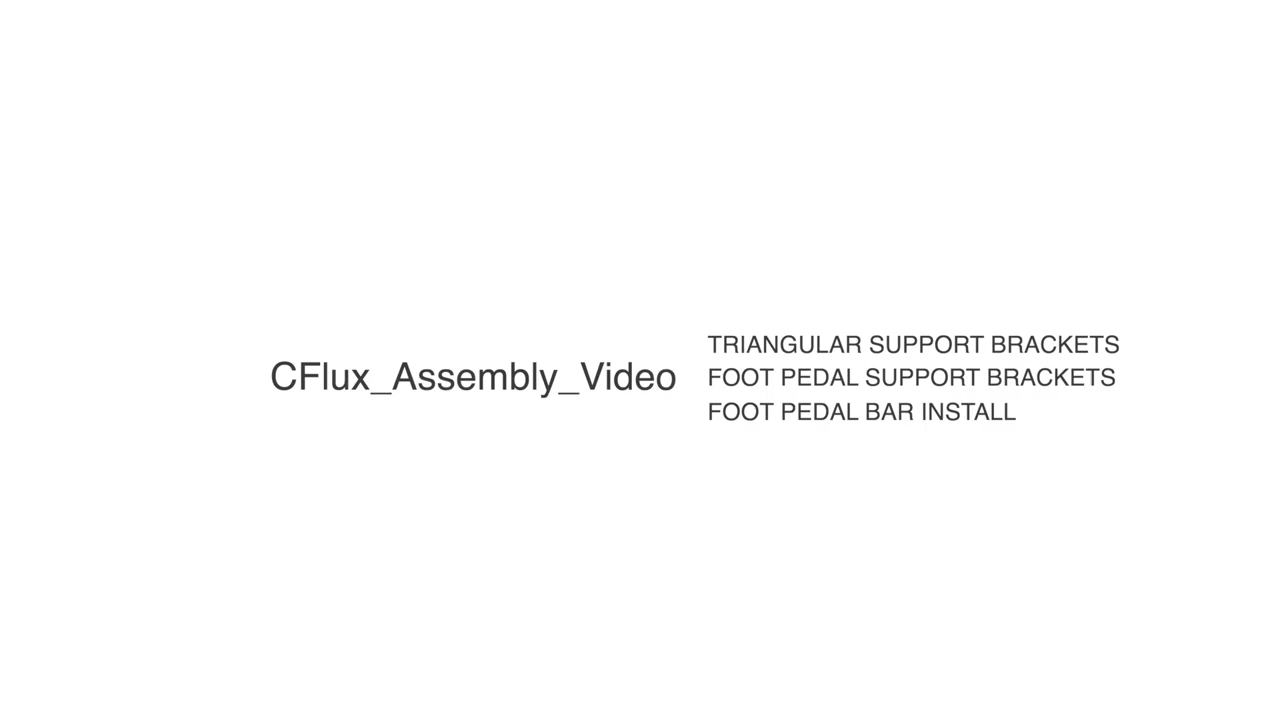 CFlux_Assembly_Video
TRIANGULAR SUPPORT BRACKETS
FOOT PEDAL SUPPORT BRACKETS
FOOT PEDAL BAR INSTALL